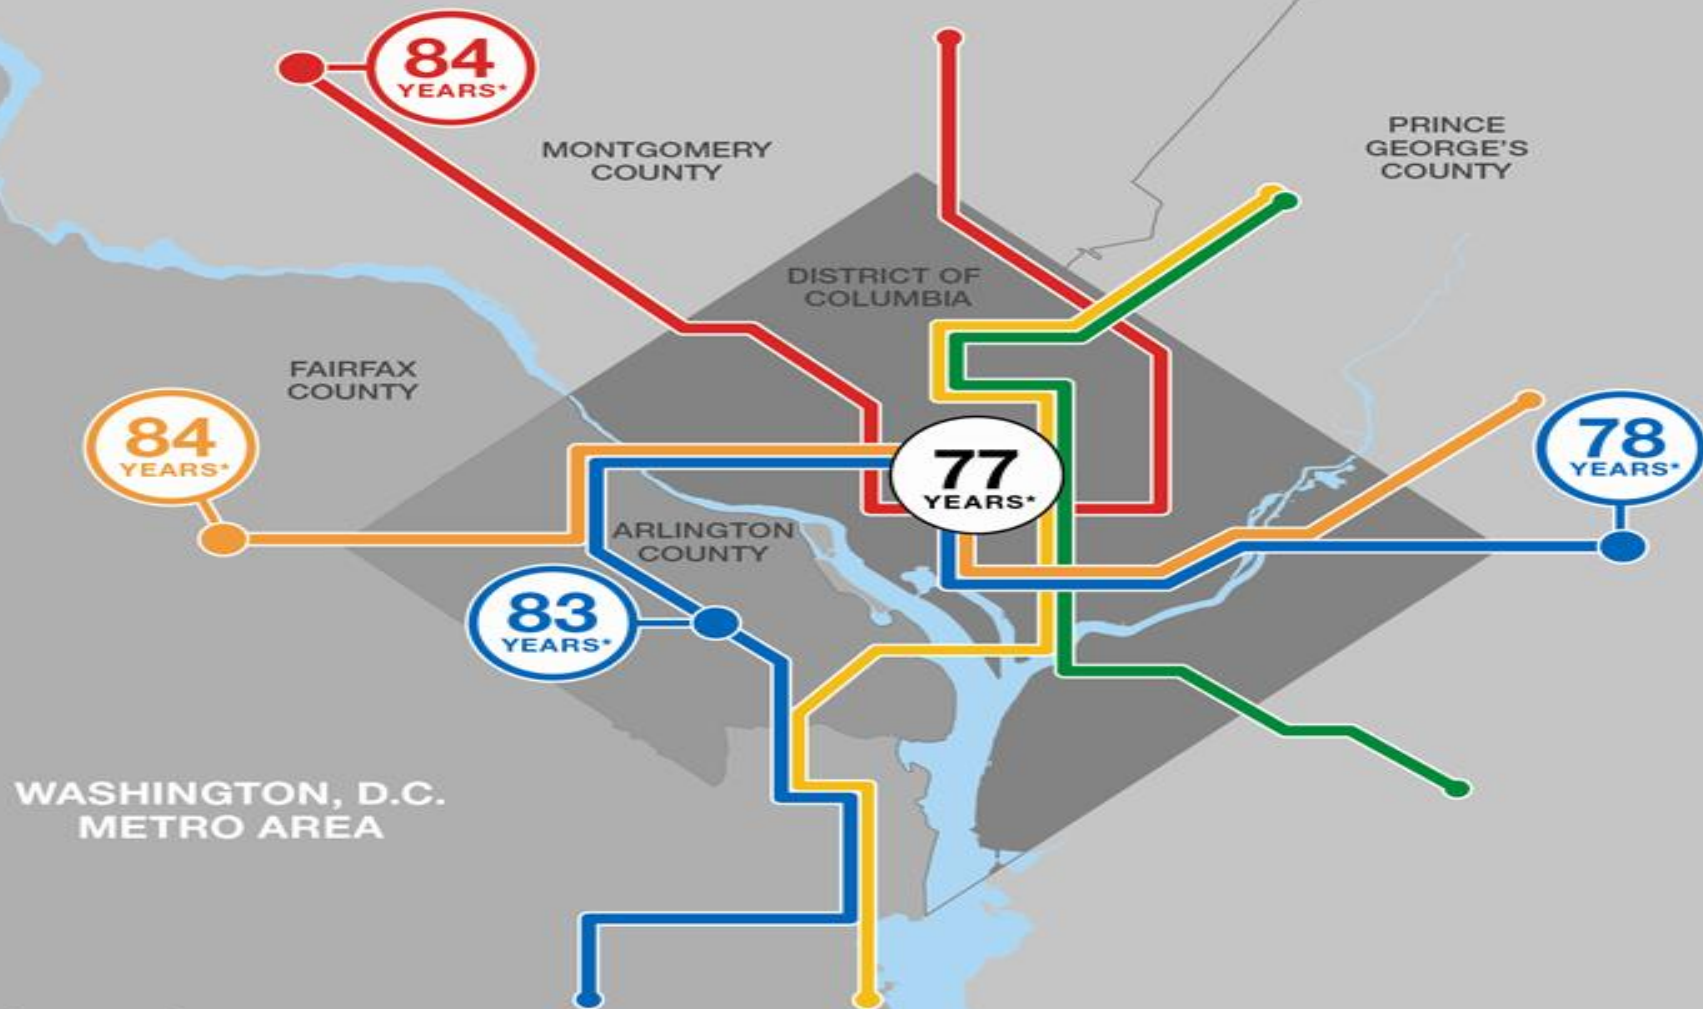 84
YEARS*
MONTGOMERY
COUNTY
PRINCE
GEORGE'S
COUNTY
DISTRICT OF
COLUMBIA
FAIRFAX
COUNTY
84
YEARS*
77
YEARS*
78
YEARS*
ARLINGTON
COUNTY
83
YEARS*
WASHINGTON, D.C.
METRO AREA